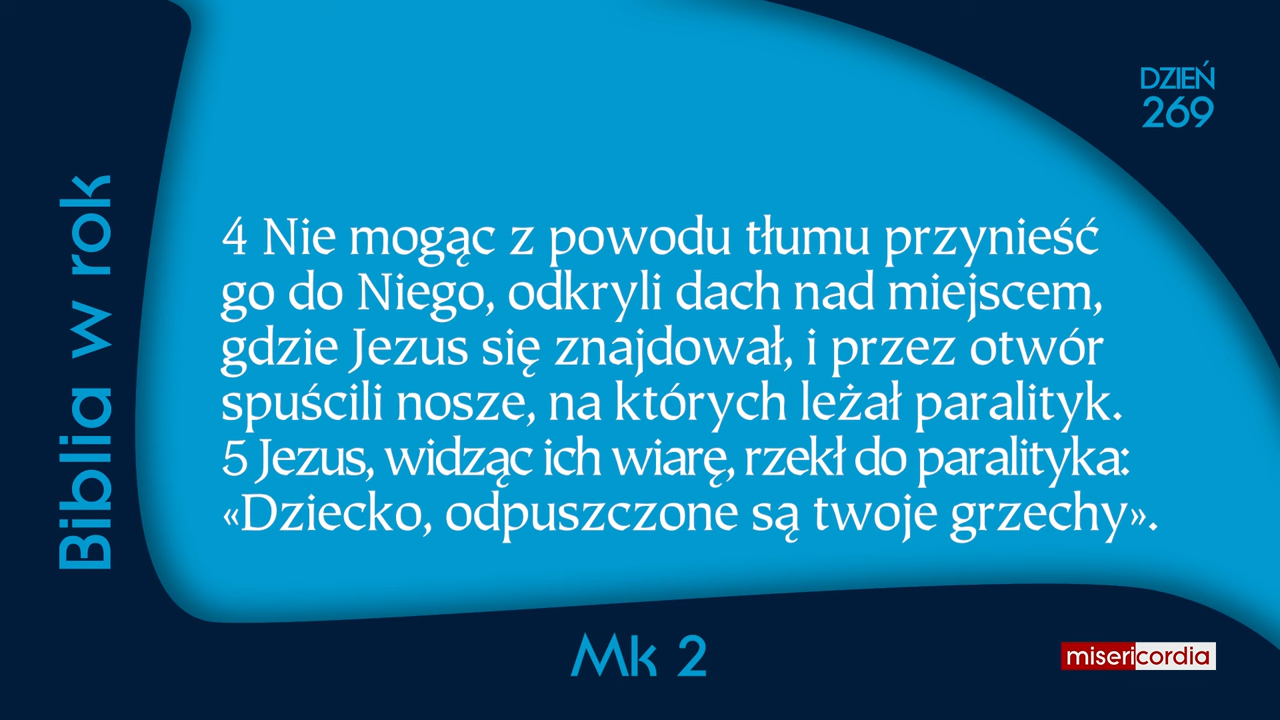 DZIEŃ
269
Biblia w rok
4 Nie mogąc z powodu tłumu przynieść
go do Niego, odkryli dach nad miejscem,
gdzie Jezus się znajdował, i przez otwór
spuścili nosze, na których leżał paralityk.
5 Jezus, widząc ich wiarę, rzekł do paralityka:
«Dziecko, odpuszczone są twoje grzechy».
Mk 2
misericordia